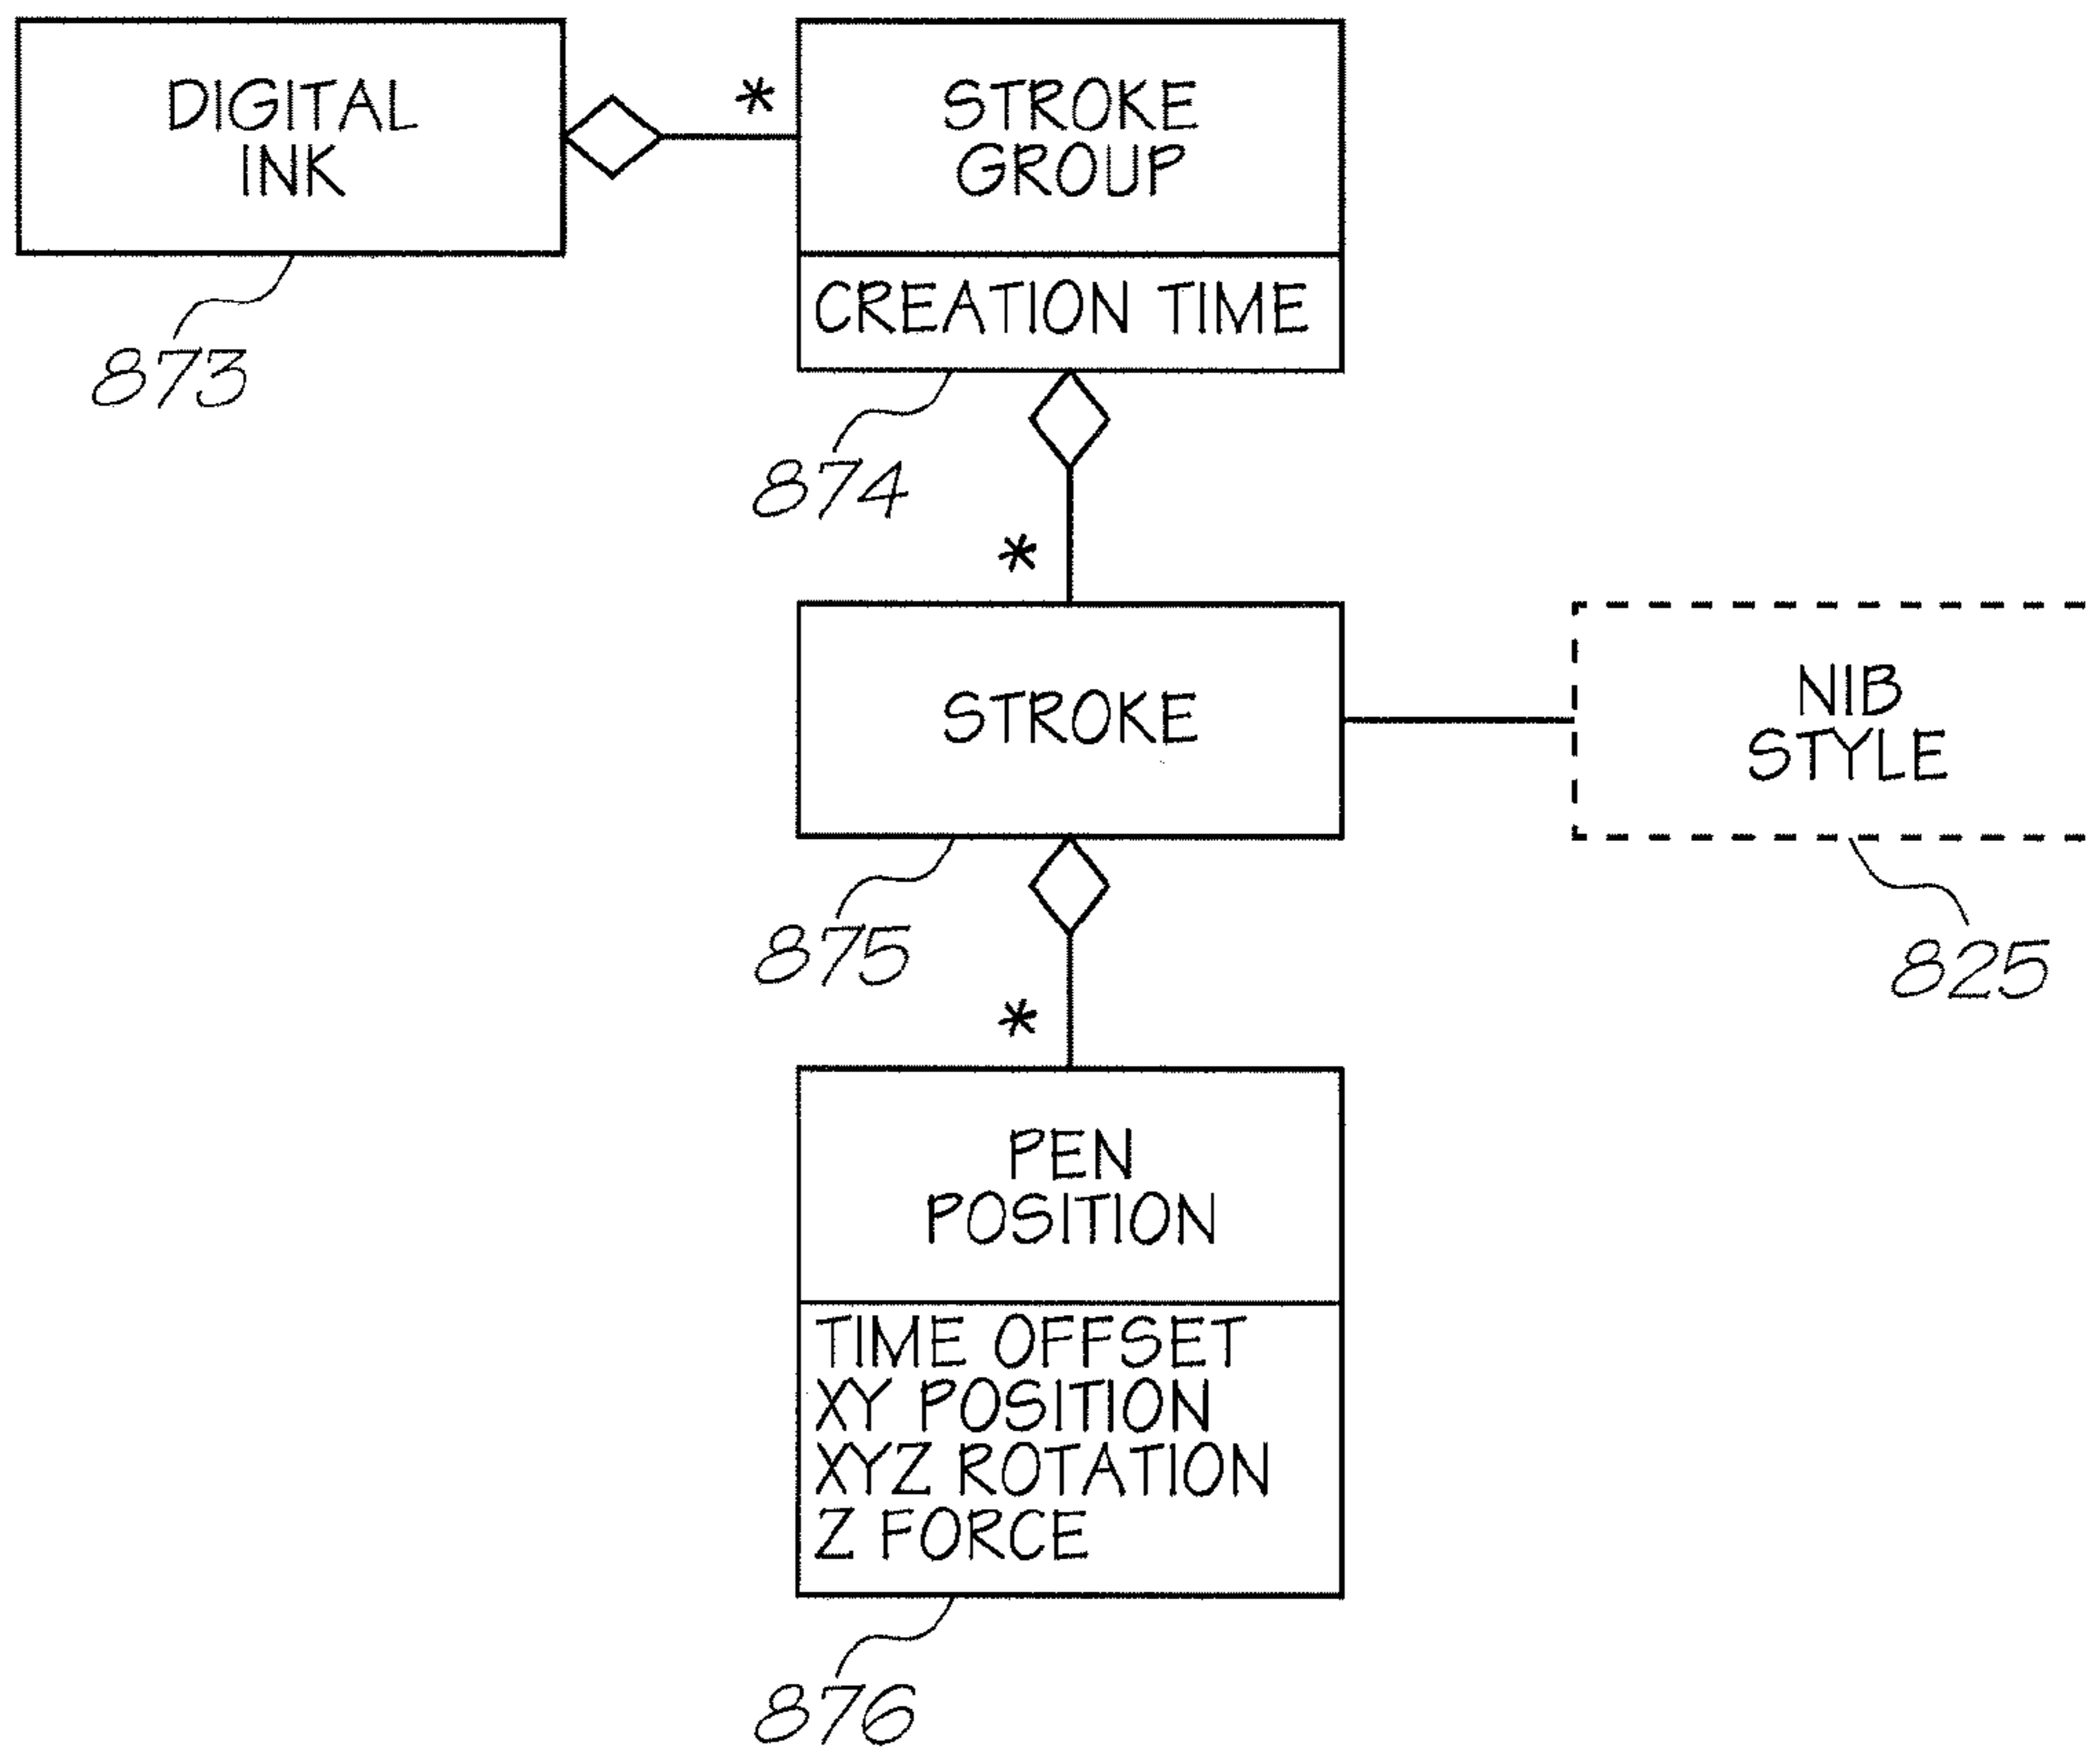 DIGITAL
INK
*
STROKE
GROUP
CREATION TIME
873
874
*
STROKE
NIB
STYLE
875
825
*
PEN
POSITION
TIME OFFSET
XY POSITION
XYZ ROTATION
Z FORCE
876